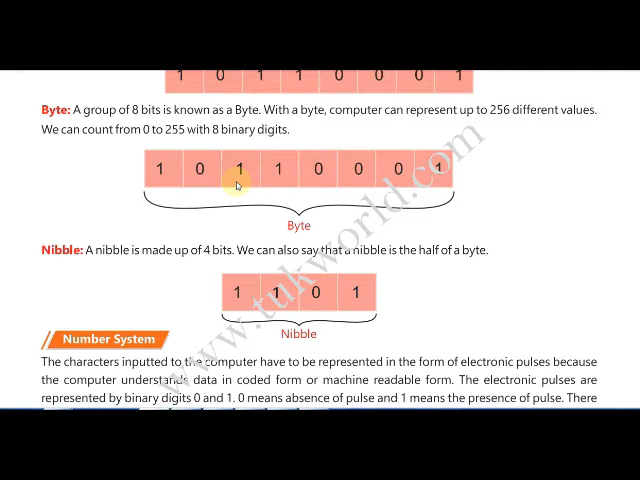 1 0 1 1 0 0 0 1
Byte: A group of 8 bits is known as a Byte. With a byte, computer can represent up to 256 different values.
We can count from 0 to 255 with 8 binary digits.
1 0 1 1 0 0 0 1
Byte
Nibble: A nibble is made up of 4 bits. We can also say that a nibble is the half of a byte.
1 1 0 1
Nibble
Number System
The characters inputted to the computer have to be represented in the form of electronic pulses because
the computer understands data in coded form or machine readable form. The electronic pulses are
represented by binary digits 0 and 1. 0 means absence of pulse and 1 means the presence of pulse. There
www.tukworld.com